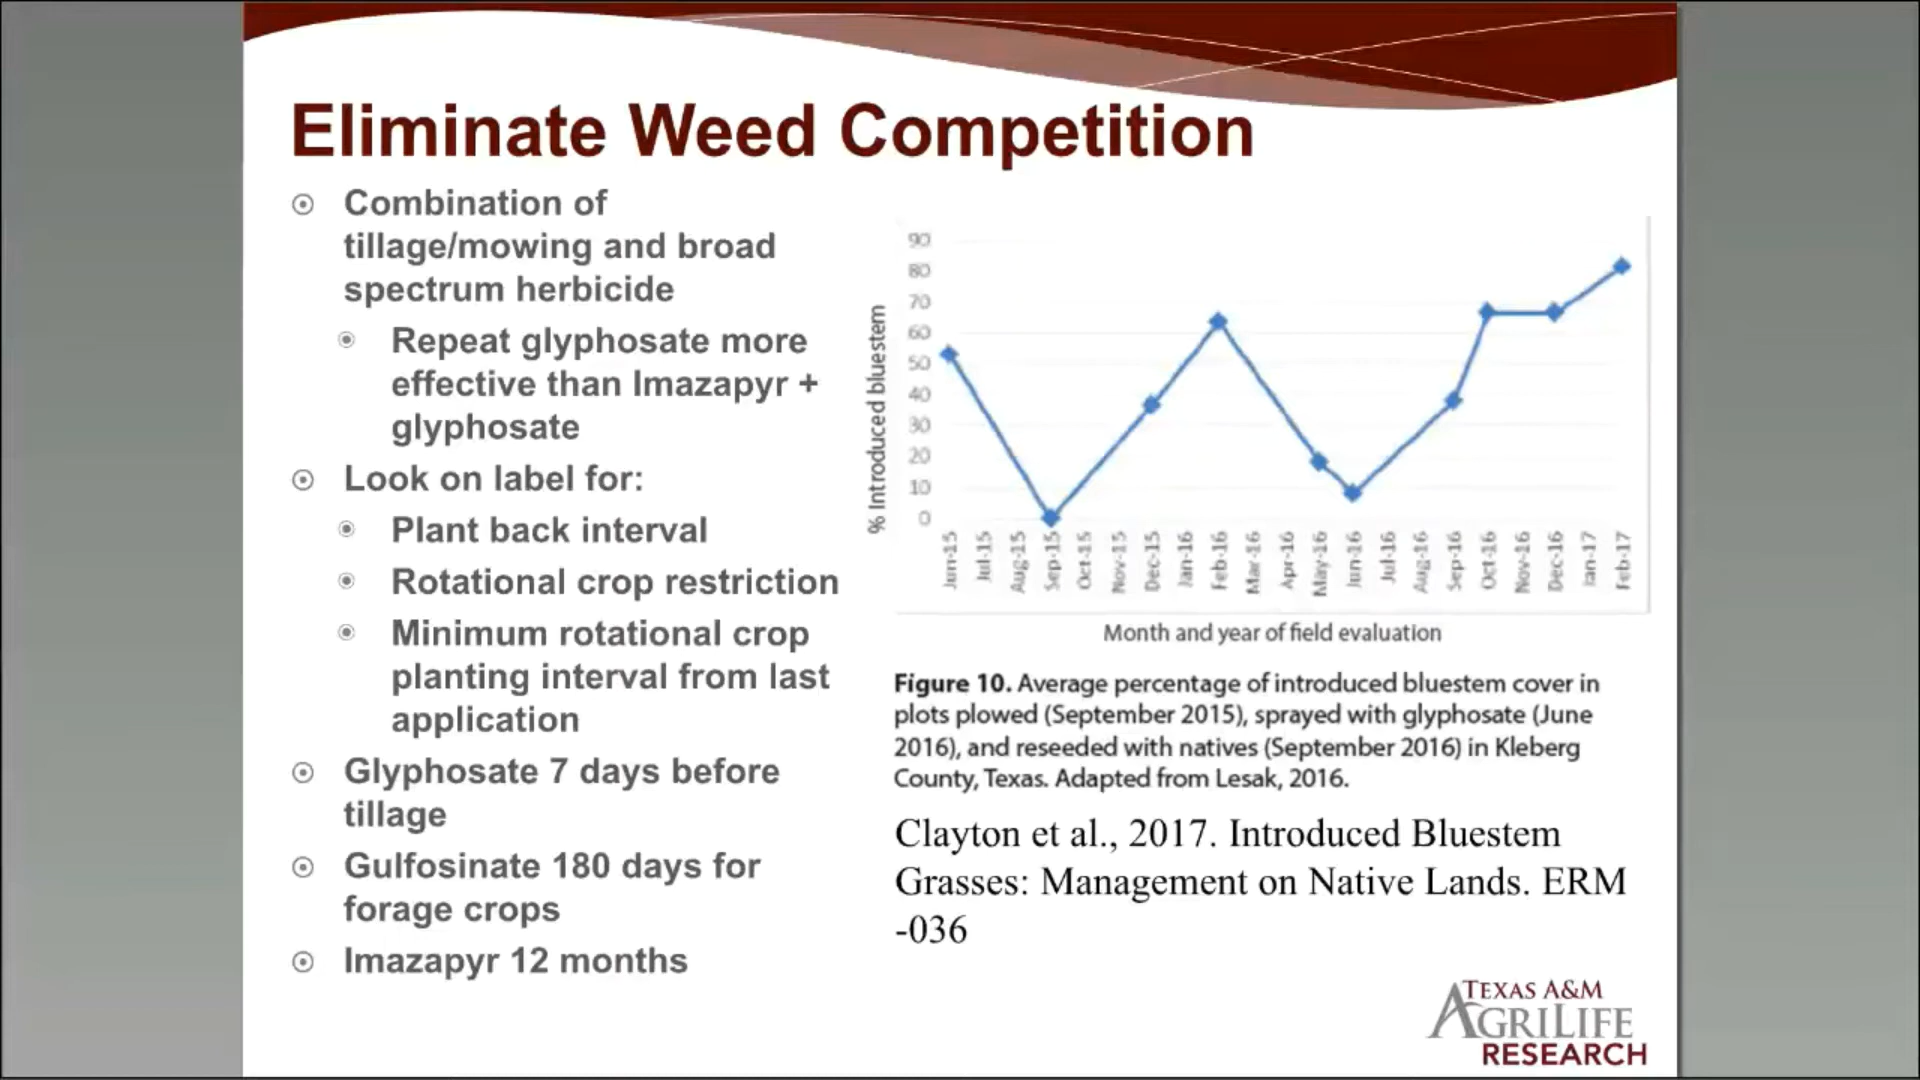 Eliminate Weed Competition
Combination of
tillage/mowing and broad
spectrum herbicide
Repeat glyphosate more
effective than Imazapyr +
glyphosate
Look on label for:
Plant back interval
Rotational crop restriction
Minimum rotational crop
planting interval from last
application
Glyphosate 7 days before
tillage
Gulfosinate 180 days for
forage crops
Imazapyr 12 months
% Introduced bluestem
90
80
70
60
50
40
30
20
10
0
Jun-15
Jul-15
Aug-15
Sep-15
Oct-15
Nov-15
Dec-15
Jan-16
Feb-16
Mar-16
Apr-16
May-16
Jun-16
Jul-16
Aug-16
Sep-16
Oct-16
Nov-16
Dec-16
Jan-17
Feb-17
Month and year of field evaluation
Figure 10. Average percentage of introduced bluestem cover in
plots plowed (September 2015), sprayed with glyphosate (June
2016), and reseeded with natives (September 2016) in Kleberg
County, Texas. Adapted from Lesak, 2016.
Clayton et al., 2017. Introduced Bluestem
Grasses: Management on Native Lands. ERM
-036
TEXAS A&M
AGRILIFE
RESEARCH